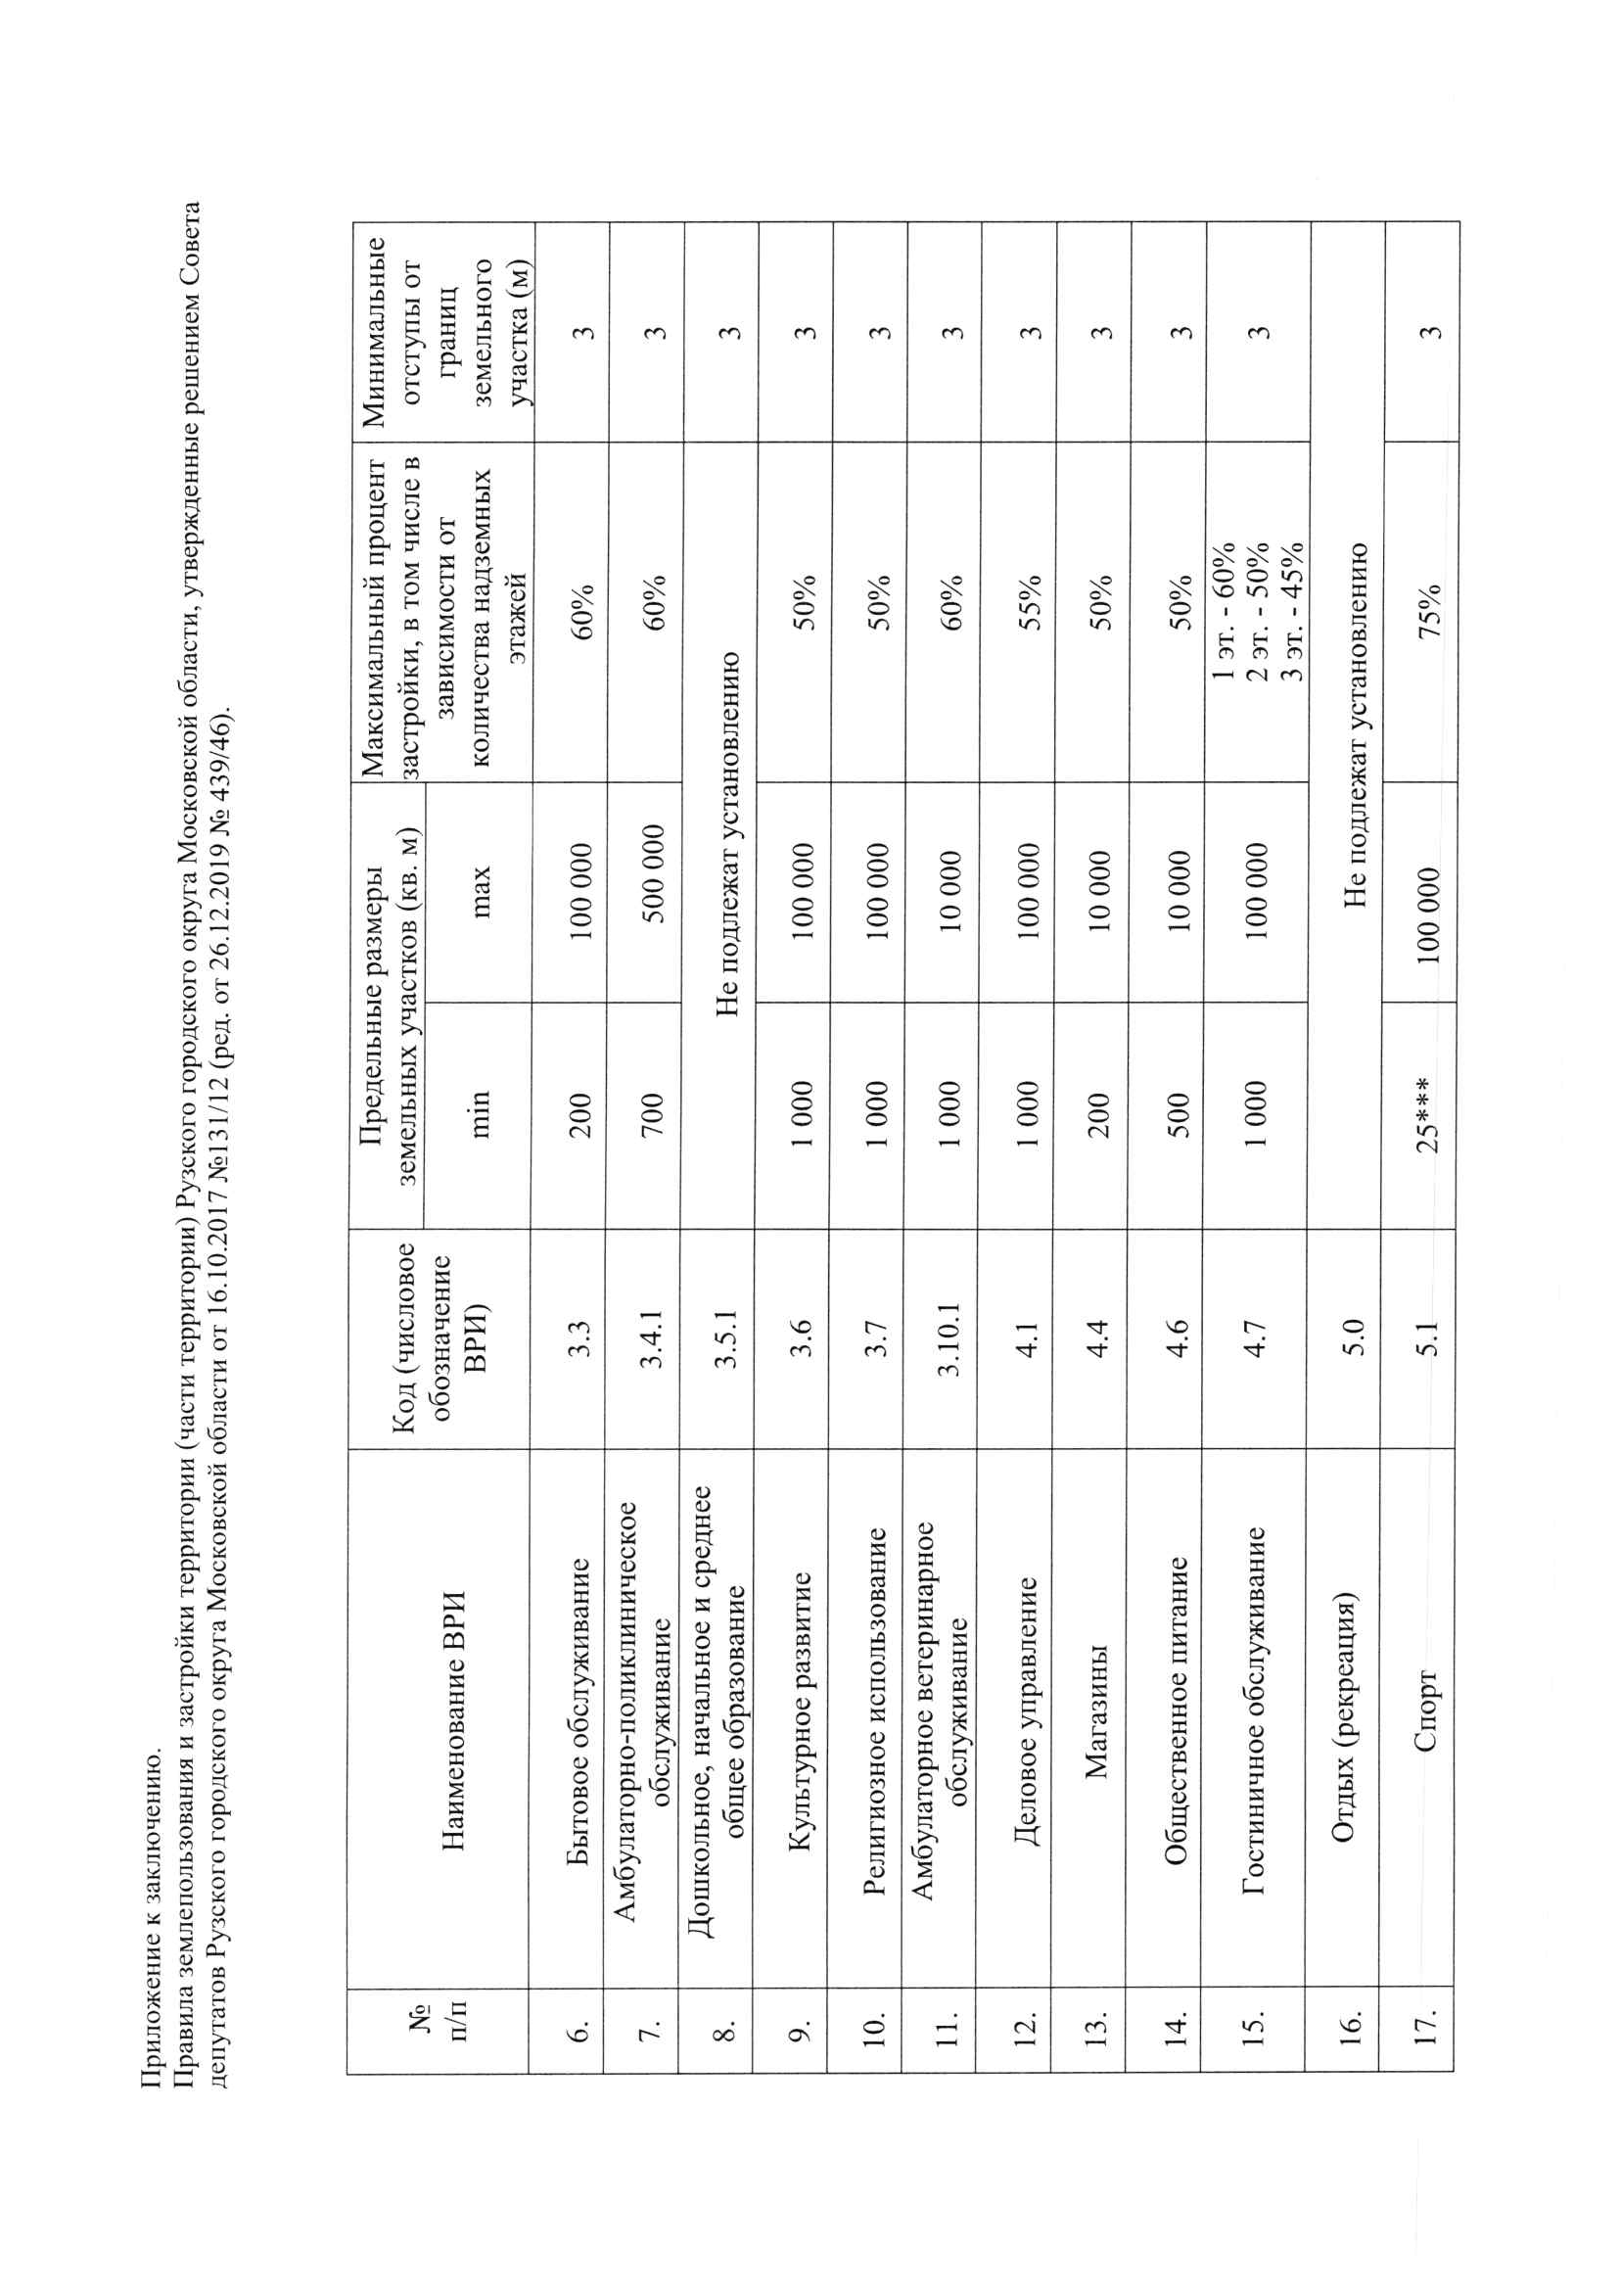 Приложение к заключению.
Правила землепользования и застройки территории (части территории) Рузского городского округа Московской области, утвержденные решением Совета
депутатов Рузского городского округа Московской области от 16.10.2017 №131/12 (ред. от 26.12.2019 № 439/46).
№
п/п
Наименование ВРИ
Код (числовое
обозначение
ВРИ)
Предельные размеры
земельных участков (кв. м)
min
max
Максимальный процент
застройки, в том числе в
зависимости от
количества надземных
этажей
Минимальные
отступы от
границ
земельного
участка (м)
6. Бытовое обслуживание 3.3 200 100 000 60% 3
7. Амбулаторно-поликлиническое
обслуживание 3.4.1 700 500 000 60% 3
8. Дошкольное, начальное и среднее
общее образование 3.5.1 Не подлежат установлению 3
9. Культурное развитие 3.6 1 000 100 000 50% 3
10. Религиозное использование 3.7 1 000 100 000 50% 3
11. Амбулаторное ветеринарное
обслуживание 3.10.1 1 000 10 000 60% 3
12. Деловое управление 4.1 1 000 100 000 55% 3
13. Магазины 4.4 200 10 000 50% 3
14. Общественное питание 4.6 500 10 000 50% 3
15. Гостиничное обслуживание 4.7 1 000 100 000 1 эт. - 60%
2 эт. - 50%
3 эт. - 45%
3
16. Отдых (рекреация) 5.0 Не подлежат установлению
17. Спорт 5.1 25*** 100 000 75% 3